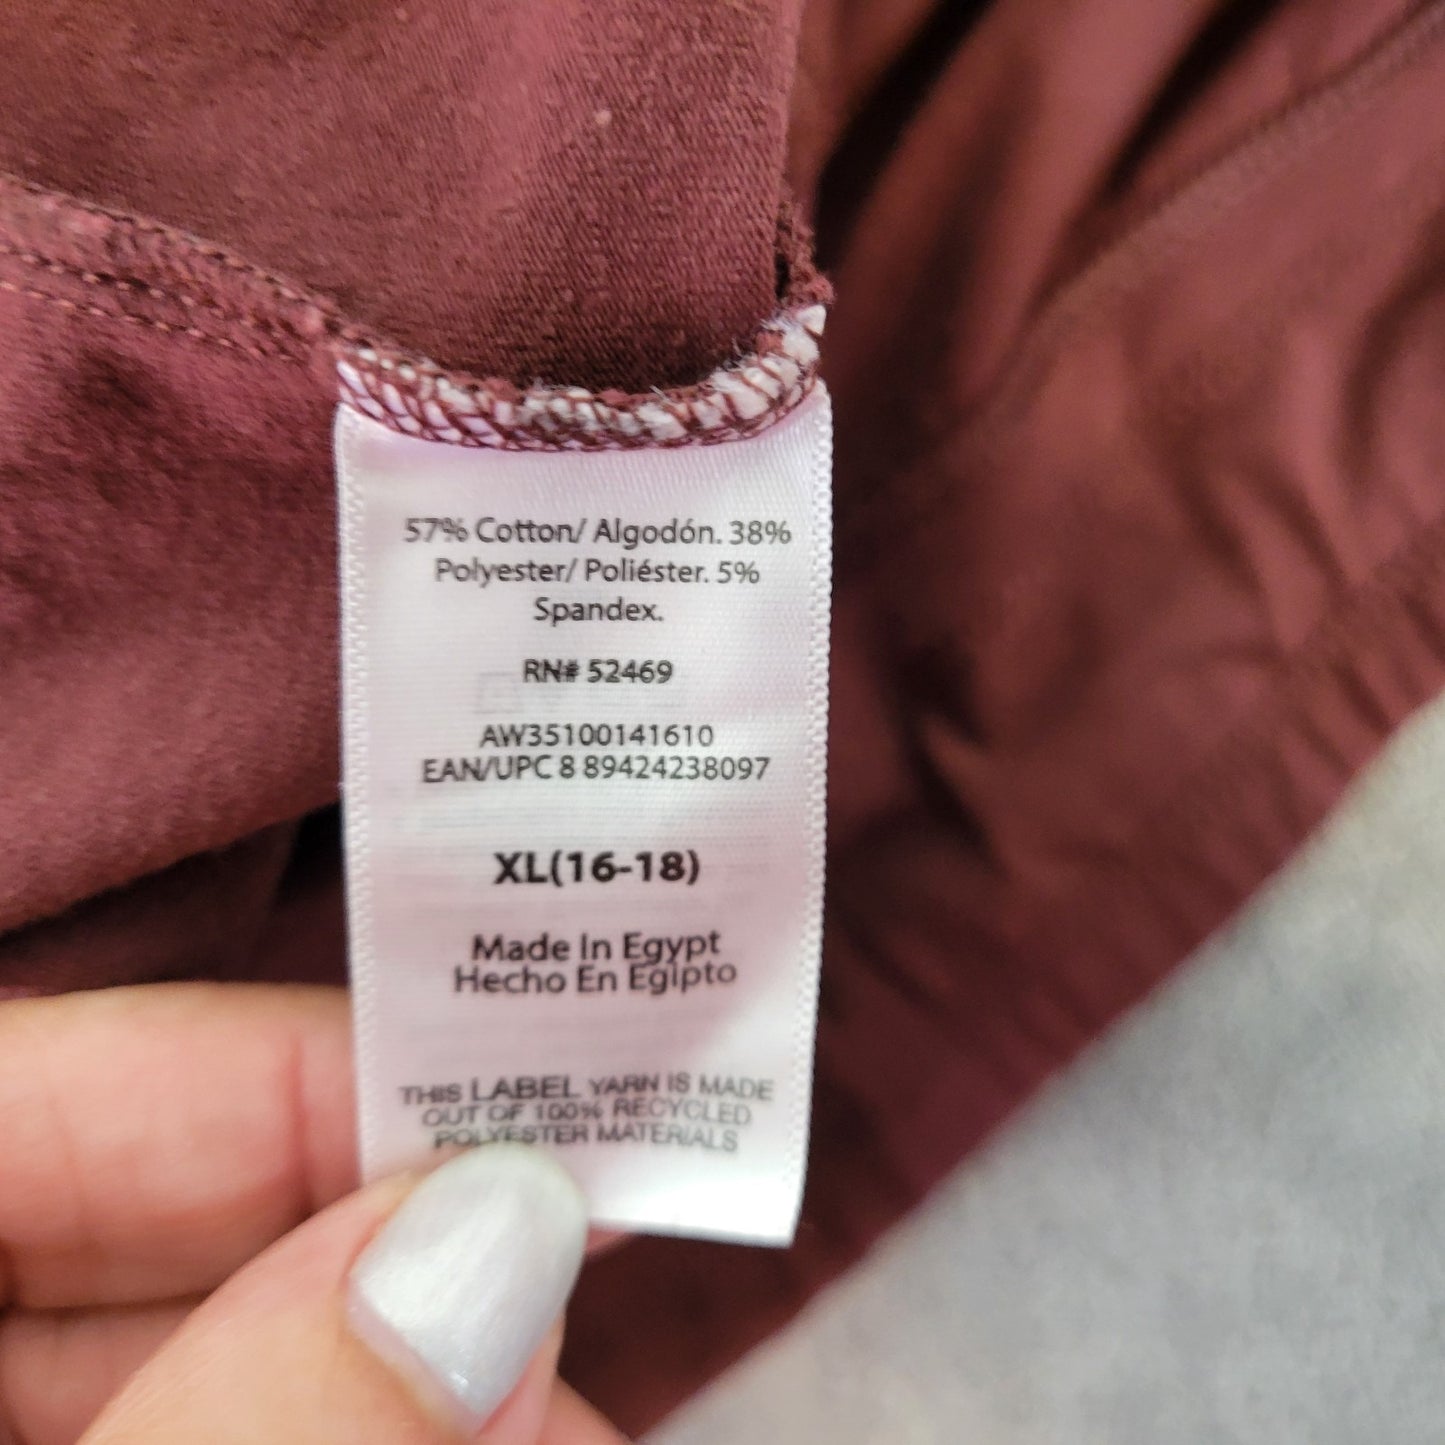 57% Cotton/ Algodón. 38%
Polyester/ Poliéster. 5%
Spandex.
RN# 52469
AW35100141610
EAN/UPC 8 89424238097
XL(16-18)
Made In Egypt
Hecho En Egipto
THIS LABEL YARN IS MADE
OUT OF 100% RECYCLED
POLYESTER MATERIALS